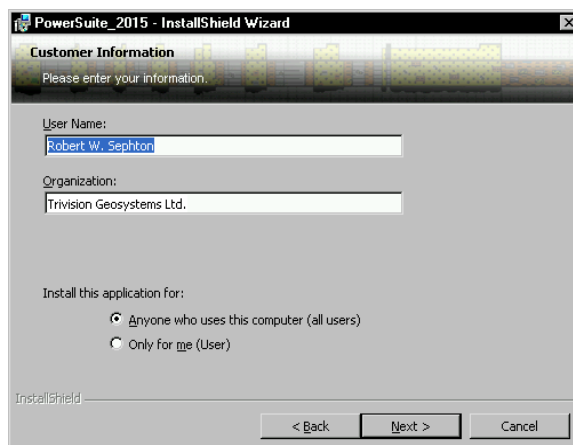 PowerSuite_2015 - InstallShield Wizard
Customer Information
Please enter your information.
User Name:
Robert W. Sephton
Organization:
Trivision Geosystems Ltd.
Install this application for:
Anyone who uses this computer (all users)
Only for me (User)
InstallShield
< Back Next > Cancel